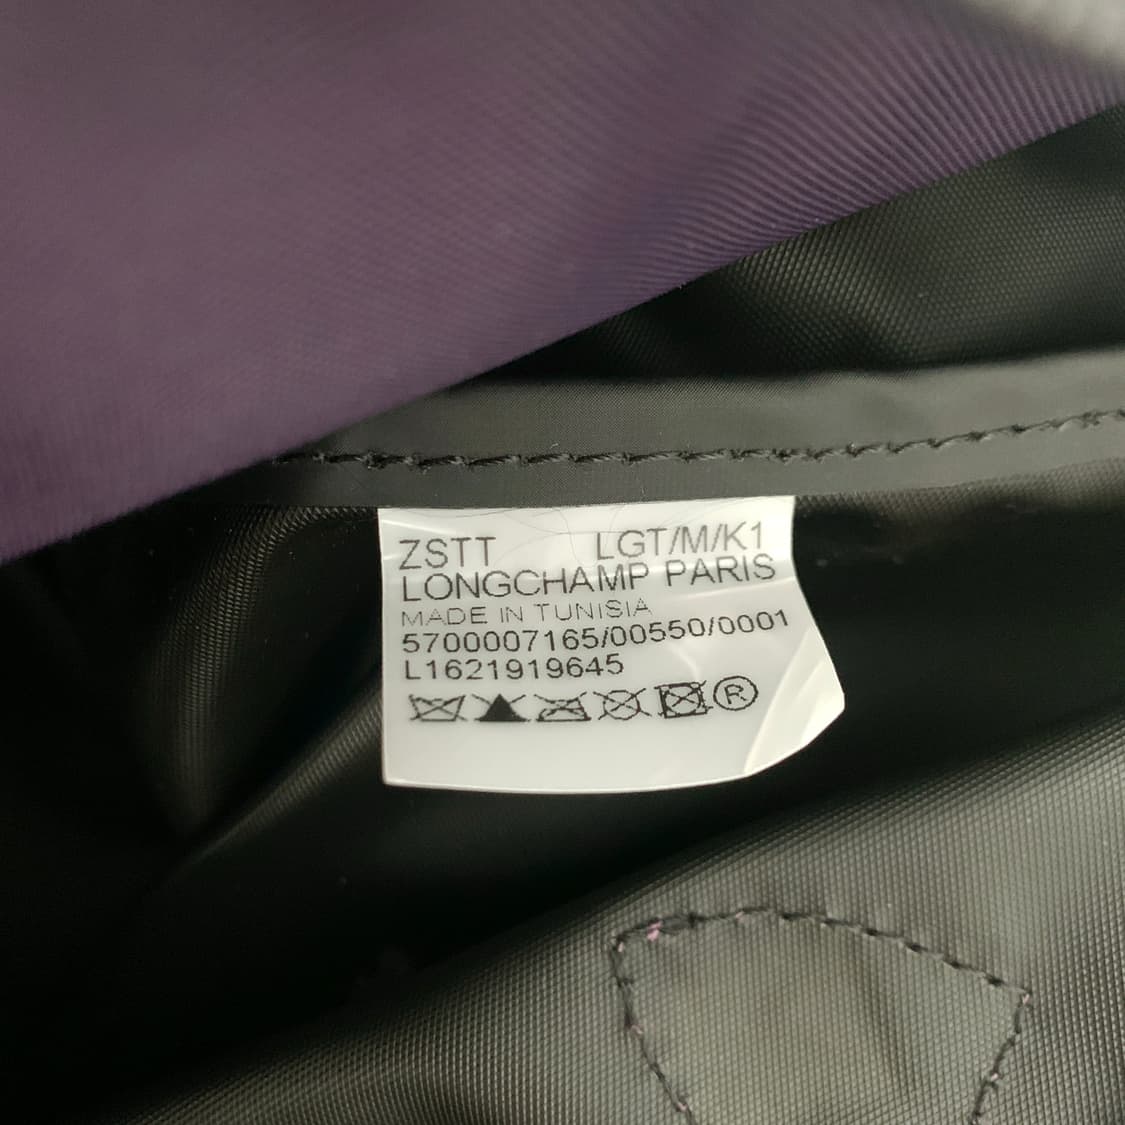 ZSTT LGT/M/K1
LONGCHAMP PARIS
MADE IN TUNISIA
5700007165/00550/0001
L1621919645
®